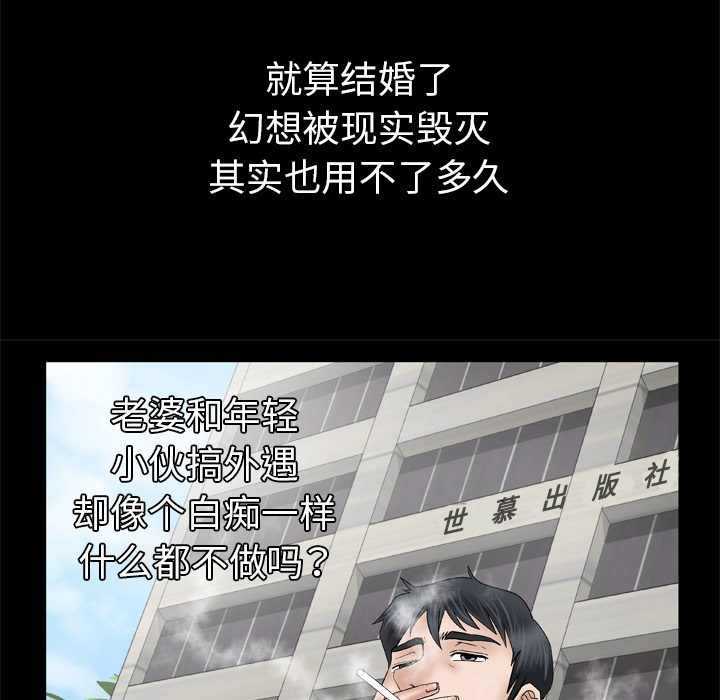 就算结婚了
幻想被现实毁灭
其实也用不了多久
老婆和年轻
小伙搞外遇
却像个白痴一样
什么都不做吗？
世慕出版社